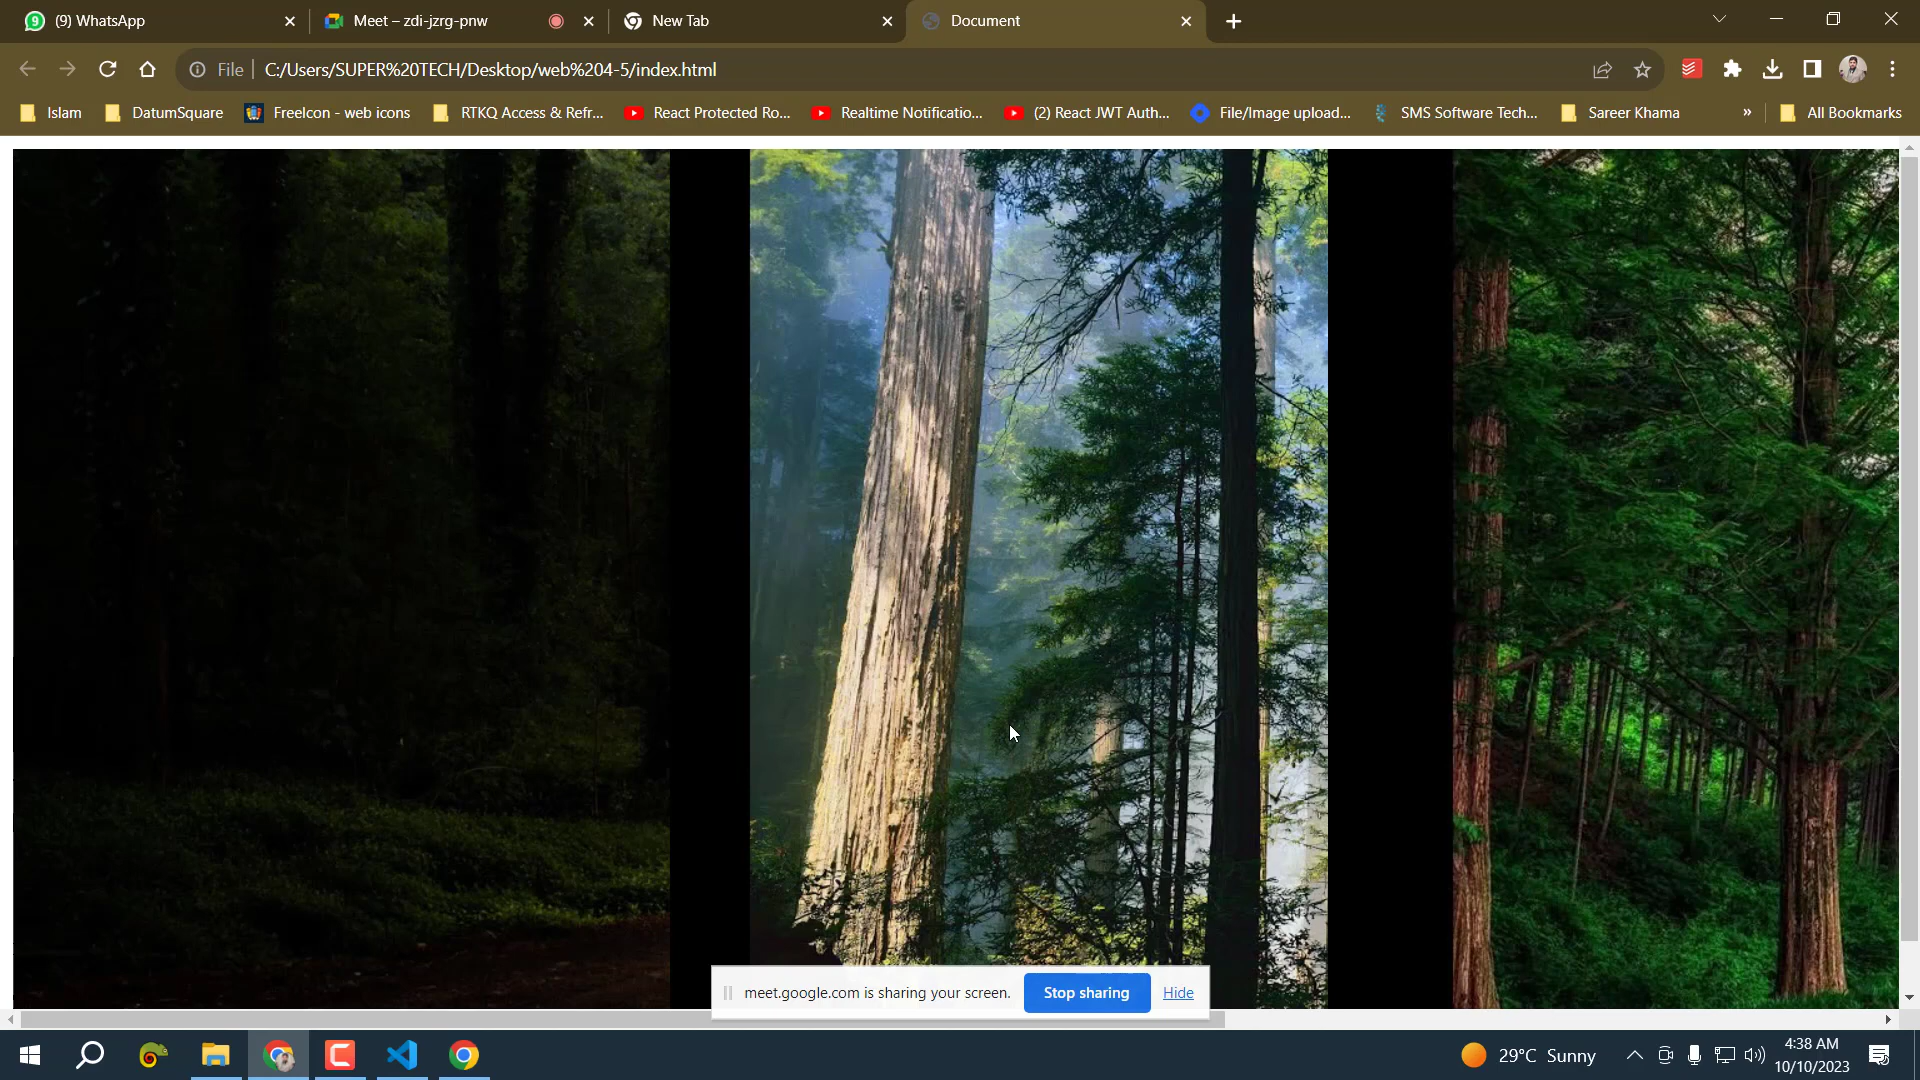 (9) WhatsApp
Meet – zdi-jzrg-pnw
New Tab
Document
File
C:/Users/SUPER%20TECH/Desktop/web%204-5/index.html
Islam
DatumSquare
FreeIcon - web icons
RTKQ Access & Refr...
React Protected Ro...
Realtime Notificatio...
(2) React JWT Auth...
File/Image upload...
SMS Software Tech...
Sareer Khama
»
All Bookmarks
meet.google.com is sharing your screen.
Stop sharing
Hide
29°C Sunny
4:38 AM
10/10/2023